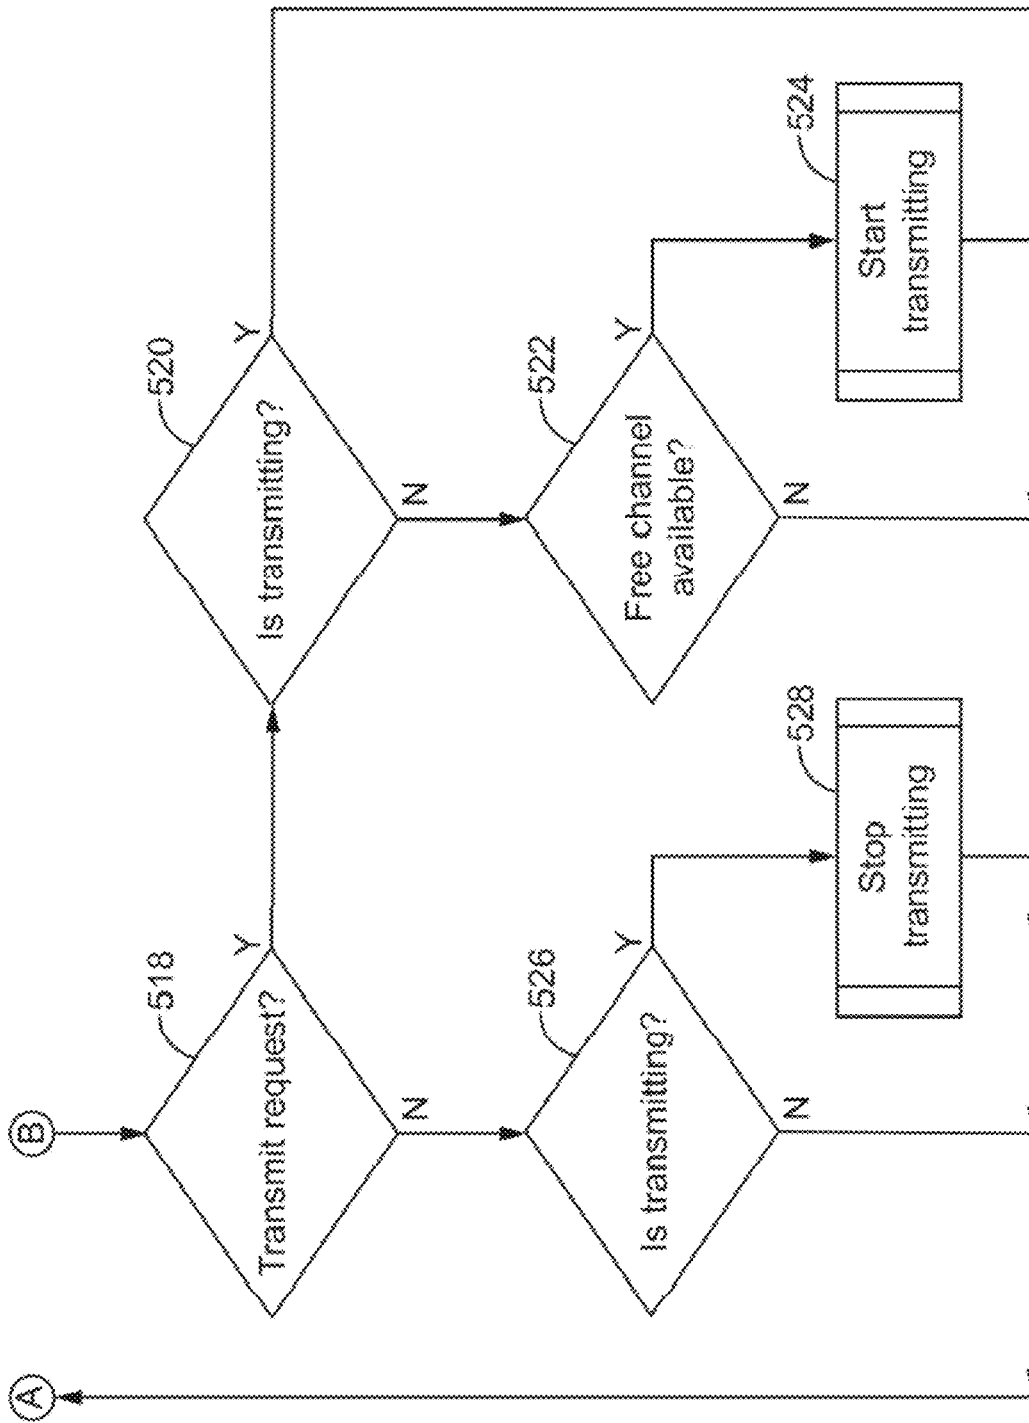 A
B
518
Transmit request?
Y
N
520
Is transmitting?
Y
N
526
Is transmitting?
Y
N
522
Free channel
available?
Y
N
528
Stop
transmitting
524
Start
transmitting